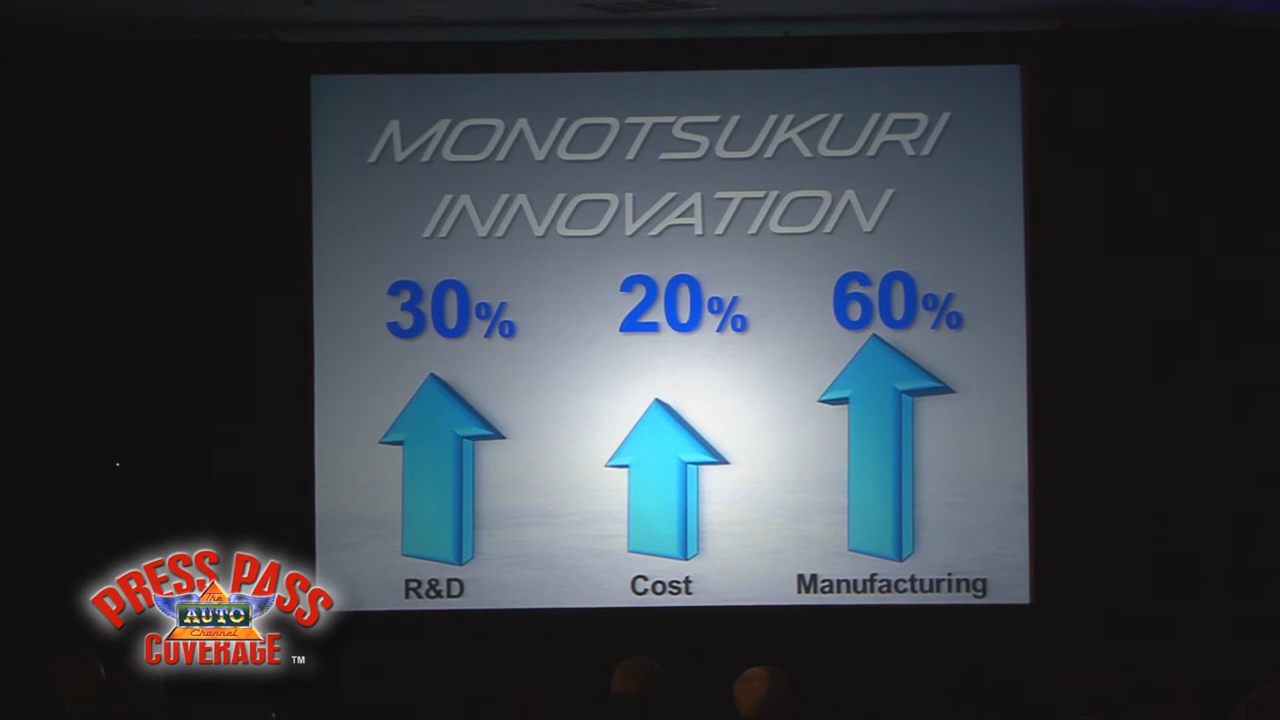 MONOTSUKURI
INNOVATION
30% 20% 60%
R&D Cost Manufacturing
PRESS PASS
The
AUTO
Channel
COVERAGE ™